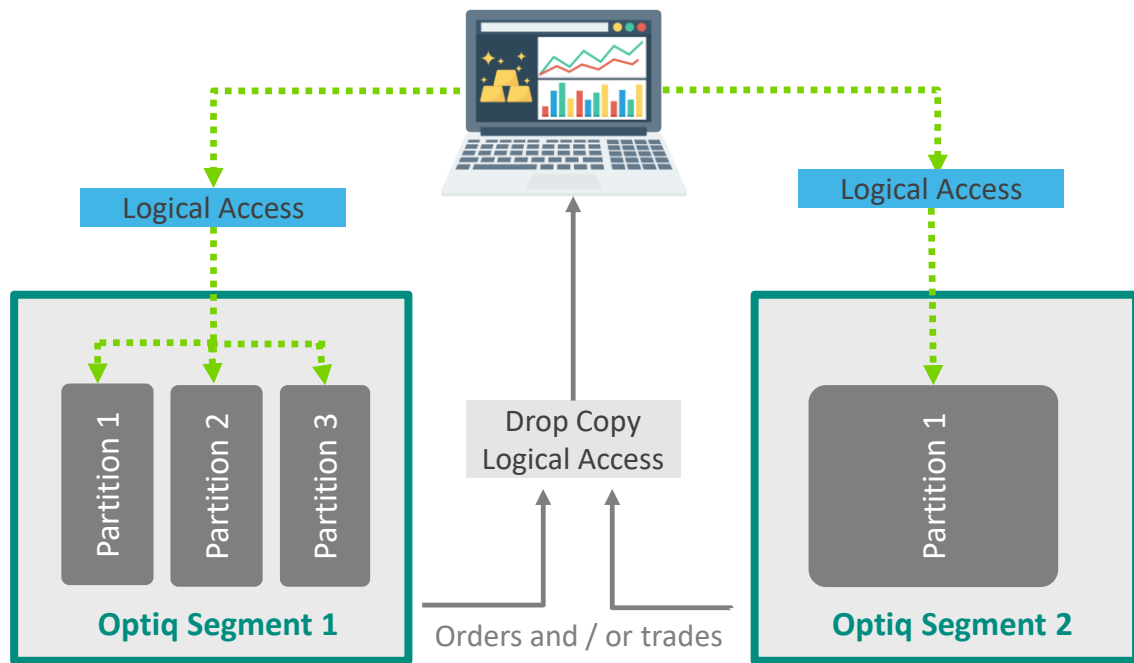 Logical Access
Logical Access
Drop Copy
Logical Access
Partition 1
Partition 2
Partition 3
Partition 1
Optiq Segment 1
Orders and / or trades
Optiq Segment 2